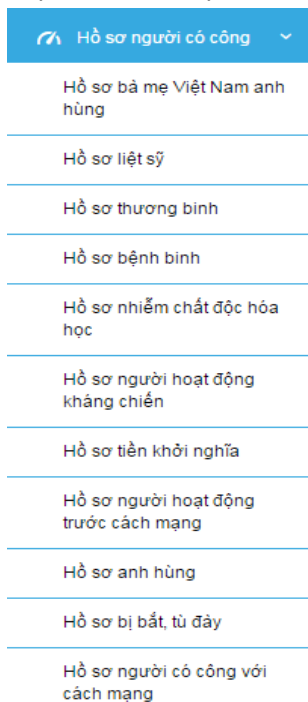 Hồ sơ người có công
Hồ sơ bà mẹ Việt Nam anh
hùng
Hồ sơ liệt sỹ
Hồ sơ thương binh
Hồ sơ bệnh binh
Hồ sơ nhiễm chất độc hóa
học
Hồ sơ người hoạt động
kháng chiến
Hồ sơ tiền khởi nghĩa
Hồ sơ người hoạt động
trước cách mạng
Hồ sơ anh hùng
Hồ sơ bị bắt, tù đày
Hồ sơ người có công với
cách mạng